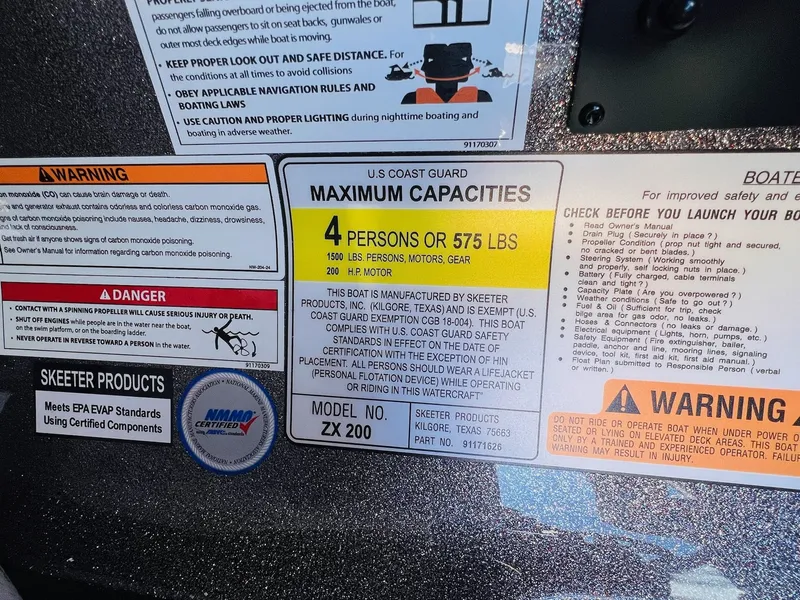 passengers falling overboard or being ejected from the boat,
do not allow passengers to sit on seat backs, gunwales or
outer most deck edges while boat is moving.
• KEEP PROPER LOOK OUT AND SAFE DISTANCE. For
the conditions at all times to avoid collisions
• OBEY APPLICABLE NAVIGATION RULES AND
BOATING LAWS
• USE CAUTION AND PROPER LIGHTING during nighttime boating and
boating in adverse weather.
91170307
WARNING
monoxide (CO) can cause brain damage or death.
and generator exhaust contains odorless and colorless carbon monoxide gas.
of carbon monoxide poisoning include nausea, headache, dizziness, drowsiness,
lack of consciousness.
Get fresh air if anyone shows signs of carbon monoxide poisoning.
See Owner's Manual for information regarding carbon monoxide poisoning.
DANGER
• CONTACT WITH A SPINNING PROPELLER WILL CAUSE SERIOUS INJURY OR DEATH.
• SHUT OFF ENGINES while people are in the water near the boat,
on the swim platform, or on the boarding ladder.
• NEVER OPERATE IN REVERSE TOWARD A PERSON in the water.
91170309
SKEETER PRODUCTS
Meets EPA EVAP Standards
Using Certified Components
NMMA
CERTIFIED
U.S COAST GUARD
MAXIMUM CAPACITIES
4 PERSONS OR 575 LBS
1500 LBS. PERSONS, MOTORS, GEAR
200 H.P. MOTOR
THIS BOAT IS MANUFACTURED BY SKEETER
PRODUCTS, INC. (KILGORE, TEXAS) AND IS EXEMPT (U.S
COAST GUARD EXEMPTION GGB 18-004). THIS BOAT
COMPLIES WITH U.S. COAST GUARD SAFETY
STANDARDS IN EFFECT ON THE DATE OF
CERTIFICATION WITH THE EXCEPTION OF HIN
PLACEMENT. ALL PERSONS SHOULD WEAR A LIFEJACKET
(PERSONAL FLOTATION DEVICE) WHILE OPERATING
OR RIDING IN THIS WATERCRAFT"
MODEL NO.
ZX 200
SKEETER PRODUCTS
KILGORE, TEXAS 75663
PART NO. 91171626
BOATE
For improved safety and e
CHECK BEFORE YOU LAUNCH YOUR BO
• Read Owner's Manual
• Drain Plug ( Securely in place ? )
• Propeller Condition ( prop nut tight and secured,
no cracked or bent blades. )
• Steering System ( Working smoothly
and properly, self locking nuts in place. )
• Battery ( Fully charged, cable terminals
clean and tight ? )
• Capacity Plate ( Are you overpowered ? )
• Weather conditions ( Safe to go out ? )
• Fuel & Oil ( Sufficient for trip, check
bilge area for gas odor, no leaks. )
• Hoses & Connectors ( no leaks or damage. )
• Electrical equipment ( Lights, horn, pumps, etc. )
• Safety Equipment ( Fire extinguisher, bailer,
paddle, anchor and line, mooring lines, signaling
device, tool kit, first aid kit, first aid manual. )
• Float Plan submitted to Responsible Person ( verbal
or written. )
WARNING
DO NOT RIDE OR OPERATE BOAT WHEN UNDER POWER
SEATED OR LYING ON ELEVATED DECK AREAS. THIS BOAT
ONLY BY A TRAINED AND EXPERIENCED OPERATOR. FAILUR
WARNING MAY RESULT IN INJURY.